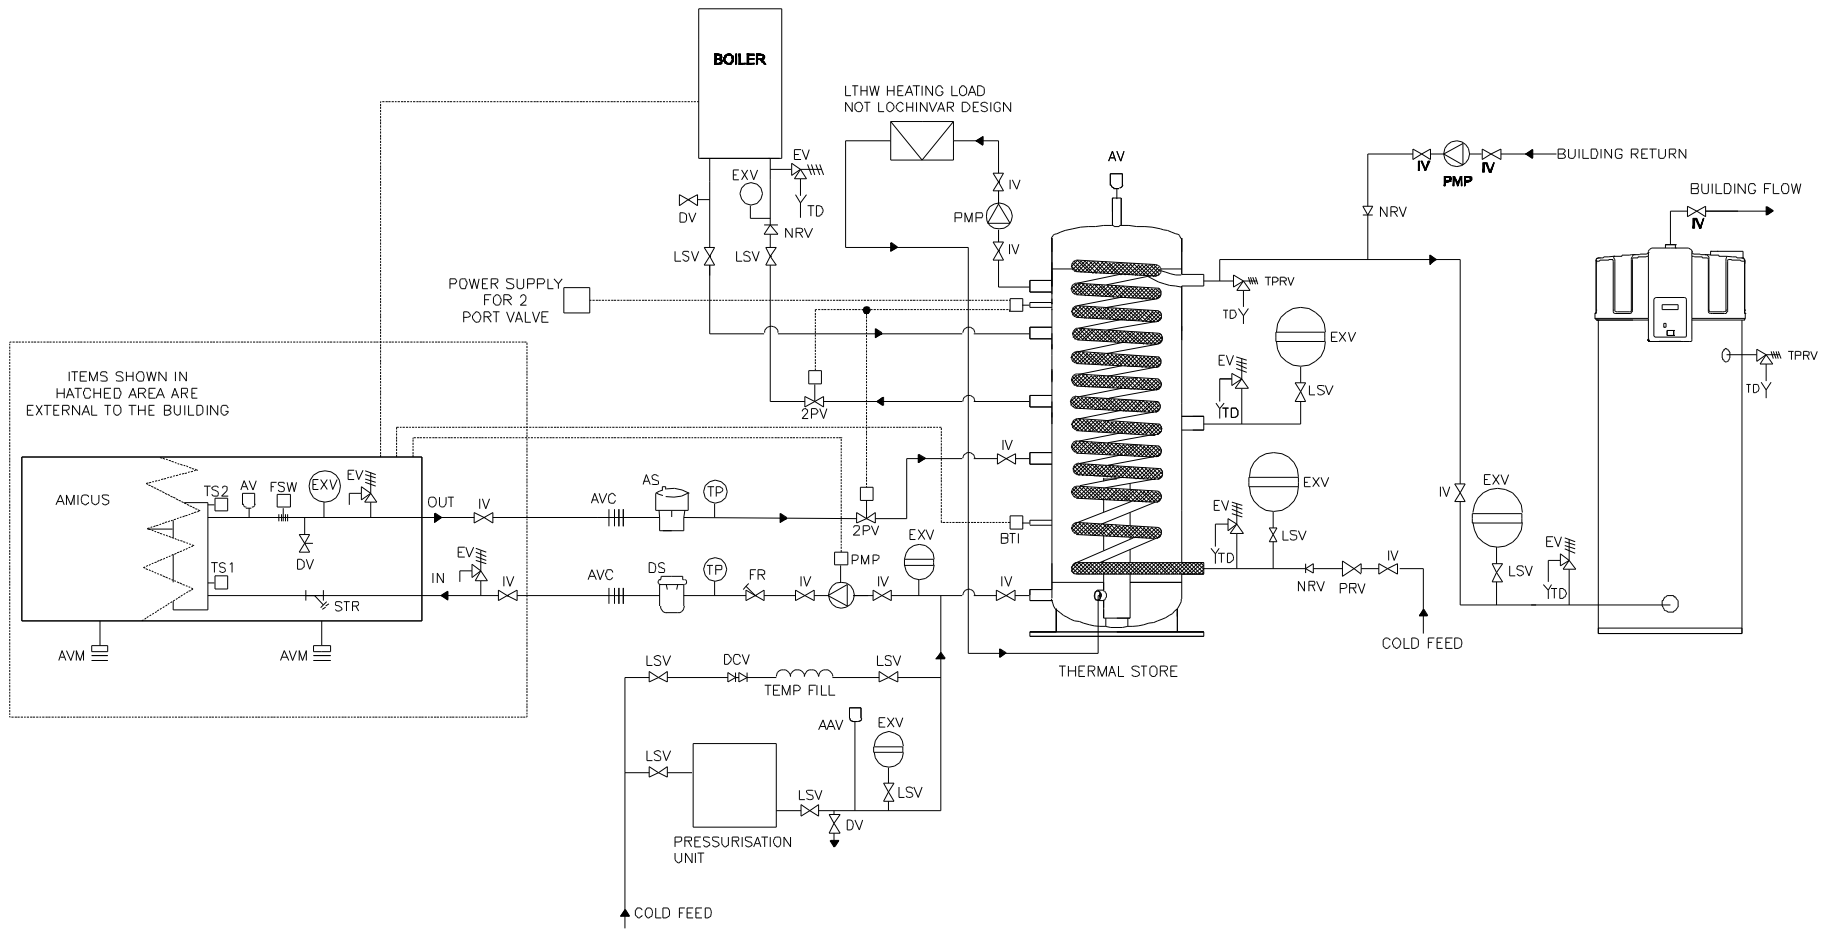 BOILER
LTHW HEATING LOAD
NOT LOCHINVAR DESIGN
EV
EXV
TD
DV
NRV
LSV
LSV
IV
PMP
IV
AV
IV
PMP
IV
BUILDING RETURN
BUILDING FLOW
IV
NRV
POWER SUPPLY
FOR 2
PORT VALVE
TPRV
TD
EXV
EV
LSV
TD
TPRV
TD
2PV
ITEMS SHOWN IN
HATCHED AREA ARE
EXTERNAL TO THE BUILDING
AMICUS
TS2
AV
FSW
EXV
EV
DV
TS1
STR
OUT
IV
AVC
AS
TP
2PV
IV
BTI
EV
IN
IV
AVC
DS
TP
FR
IV
PMP
IV
EXV
IV
EV
TD
EXV
LSV
NRV
PRV
IV
COLD FEED
IV
EXV
LSV
EV
TD
AVM
AVM
THERMAL STORE
LSV
DCV
TEMP FILL
LSV
AAV
EXV
LSV
LSV
LSV
DV
PRESSURISATION
UNIT
COLD FEED